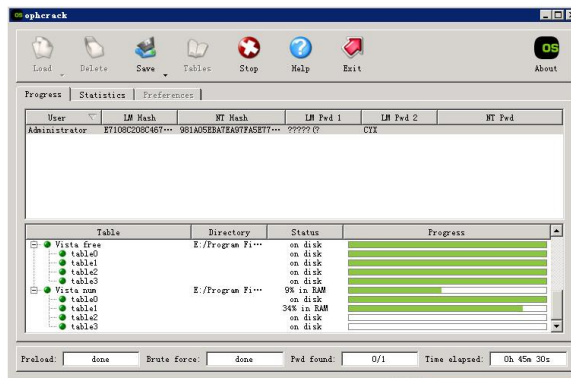 os ophcrack
Load Delete Save Tables Stop Help Exit OS About
Progress Statistics Preferences
User LM Hash NT Hash LM Pwd 1 LM Pwd 2 NT Pwd
Administrator E7108C208C467··· 981A05EBA7EA97FA5E77··· ????? (? CYX
Table Directory Status Progress
Vista free E:/Program Fi··· on disk
table0 on disk
table1 on disk
table2 on disk
table3 on disk
Vista num E:/Program Fi··· 9% in RAM
table0 on disk
table1 34% in RAM
table2 on disk
table3 on disk
Preload: done Brute force: done Pwd found: 0/1 Time elapsed: 0h 45m 30s